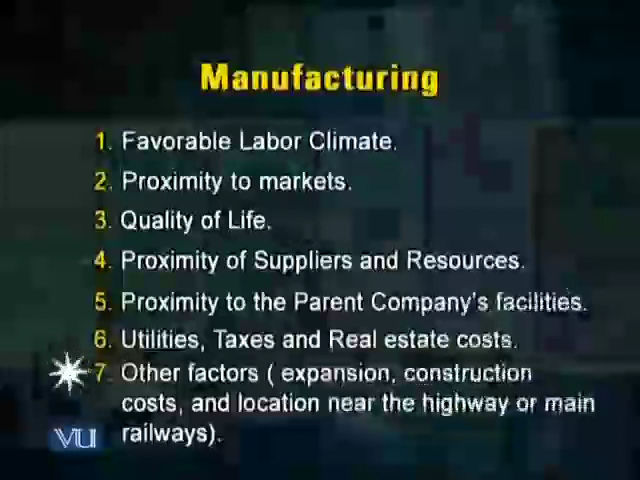 Manufacturing
1. Favorable Labor Climate.
2. Proximity to markets.
3. Quality of Life.
4. Proximity of Suppliers and Resources.
5. Proximity to the Parent Company's facilities.
6. Utilities, Taxes and Real estate costs.
7. Other factors ( expansion, construction
costs, and location near the highway or main
railways).
VU